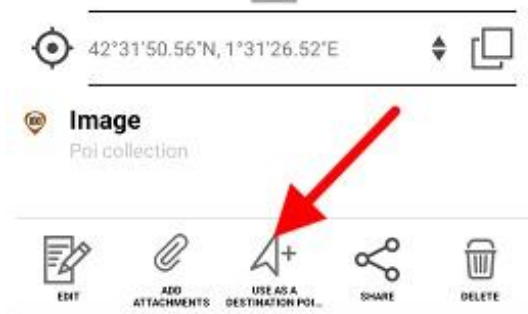 42°31'50.56"N, 1°31'26.52"E
Image
Poi collection
EDIT
ADD
ATTACHMENTS
USE AS A
DESTINATION POI...
SHARE
DELETE